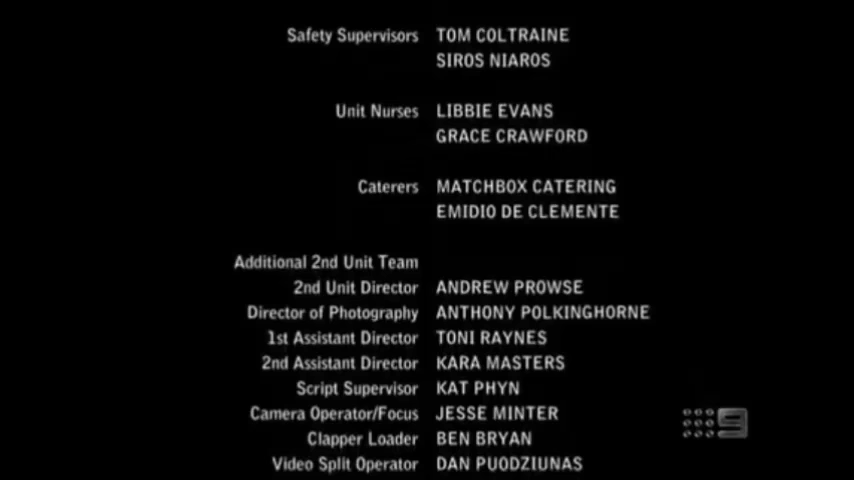 Safety Supervisors TOM COLTRAINE
SIROS NIAROS
Unit Nurses LIBBIE EVANS
GRACE CRAWFORD
Caterers MATCHBOX CATERING
EMIDIO DE CLEMENTE
Additional 2nd Unit Team
2nd Unit Director ANDREW PROWSE
Director of Photography ANTHONY POLKINGHORNE
1st Assistant Director TONI RAYNES
2nd Assistant Director KARA MASTERS
Script Supervisor KAT PHYN
Camera Operator/Focus JESSE MINTER
9
Clapper Loader BEN BRYAN
Video Split Operator DAN PUODZIUNAS